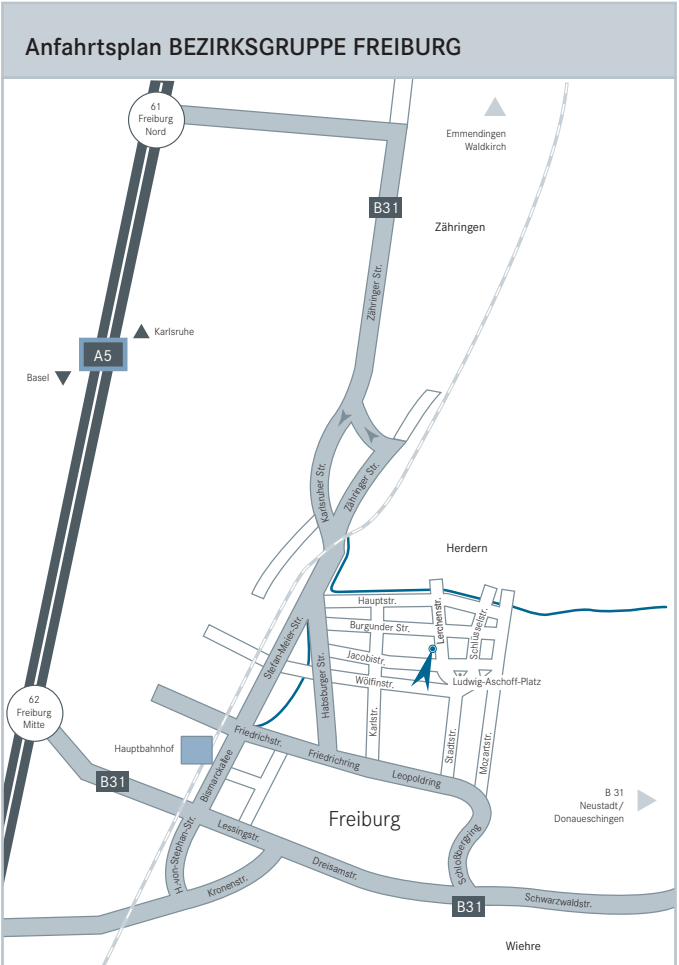 Anfahrtsplan BEZIRKSGRUPPE FREIBURG
61
Freiburg
Nord
Emmendingen
Waldkirch
B31
Zähringen
Zähringer Str.
Karlsruhe
A5
Basel
Karlsruher Str.
Zähringer Str.
Herdern
Hauptstr.
Lerchenstr.
Schlüsselstr.
Burgunder Str.
Stefan-Meier-Str.
Habsburger Str.
Jacobistr.
Wölfinstr.
Ludwig-Aschoff-Platz
62
Freiburg
Mitte
Karlstr.
Stadtstr.
Mozartstr.
Friedrichstr.
Friedrichring
Leopoldring
Hauptbahnhof
Bismarckallee
B31
B 31
Neustadt/
Donaueschingen
Freiburg
Lessingstr.
H.-von-Stephan-Str.
Schloßbergring
Dreisamstr.
Kronenstr.
B31
Schwarzwaldstr.
Wiehre